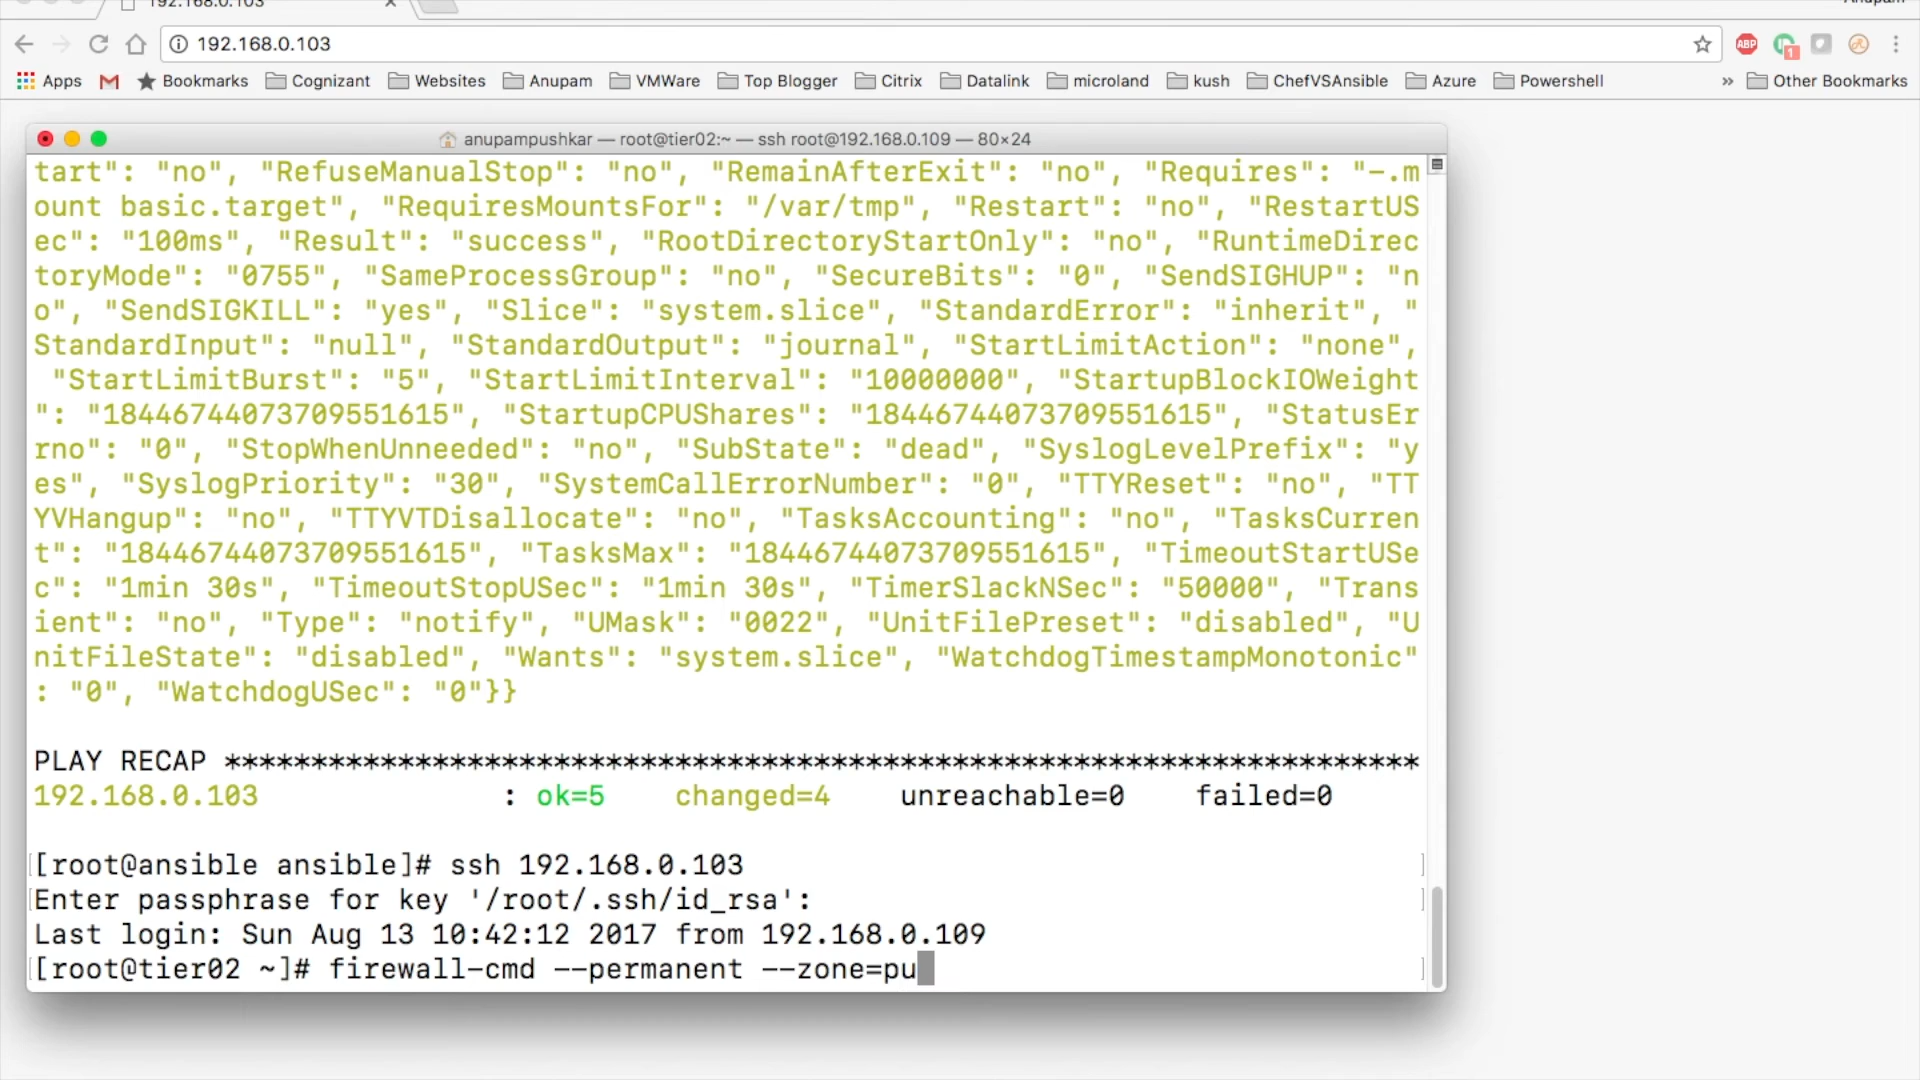 192.168.0.103
Anupam
192.168.0.103
ABP
1
Apps Bookmarks Cognizant Websites Anupam VMWare Top Blogger Citrix Datalink microland kush ChefVSAnsible Azure Powershell » Other Bookmarks
anupampushkar — root@tier02:~ — ssh root@192.168.0.109 — 80×24
tart": "no", "RefuseManualStop": "no", "RemainAfterExit": "no", "Requires": "-.m
ount basic.target", "RequiresMountsFor": "/var/tmp", "Restart": "no", "RestartUS
ec": "100ms", "Result": "success", "RootDirectoryStartOnly": "no", "RuntimeDirec
toryMode": "0755", "SameProcessGroup": "no", "SecureBits": "0", "SendSIGHUP": "n
o", "SendSIGKILL": "yes", "Slice": "system.slice", "StandardError": "inherit", "
StandardInput": "null", "StandardOutput": "journal", "StartLimitAction": "none",
"StartLimitBurst": "5", "StartLimitInterval": "10000000", "StartupBlockIOWeight
": "18446744073709551615", "StartupCPUShares": "18446744073709551615", "StatusEr
rno": "0", "StopWhenUnneeded": "no", "SubState": "dead", "SyslogLevelPrefix": "y
es", "SyslogPriority": "30", "SystemCallErrorNumber": "0", "TTYReset": "no", "TT
YVHangup": "no", "TTYVTDisallocate": "no", "TasksAccounting": "no", "TasksCurren
t": "18446744073709551615", "TasksMax": "18446744073709551615", "TimeoutStartUSe
c": "1min 30s", "TimeoutStopUSec": "1min 30s", "TimerSlackNSec": "50000", "Trans
ient": "no", "Type": "notify", "UMask": "0022", "UnitFilePreset": "disabled", "U
nitFileState": "disabled", "Wants": "system.slice", "WatchdogTimestampMonotonic"
: "0", "WatchdogUSec": "0"}}
PLAY RECAP *********************************************************************
192.168.0.103 : ok=5 changed=4 unreachable=0 failed=0
[root@ansible ansible]# ssh 192.168.0.103
Enter passphrase for key '/root/.ssh/id_rsa':
Last login: Sun Aug 13 10:42:12 2017 from 192.168.0.109
[root@tier02 ~]# firewall-cmd --permanent --zone=pu